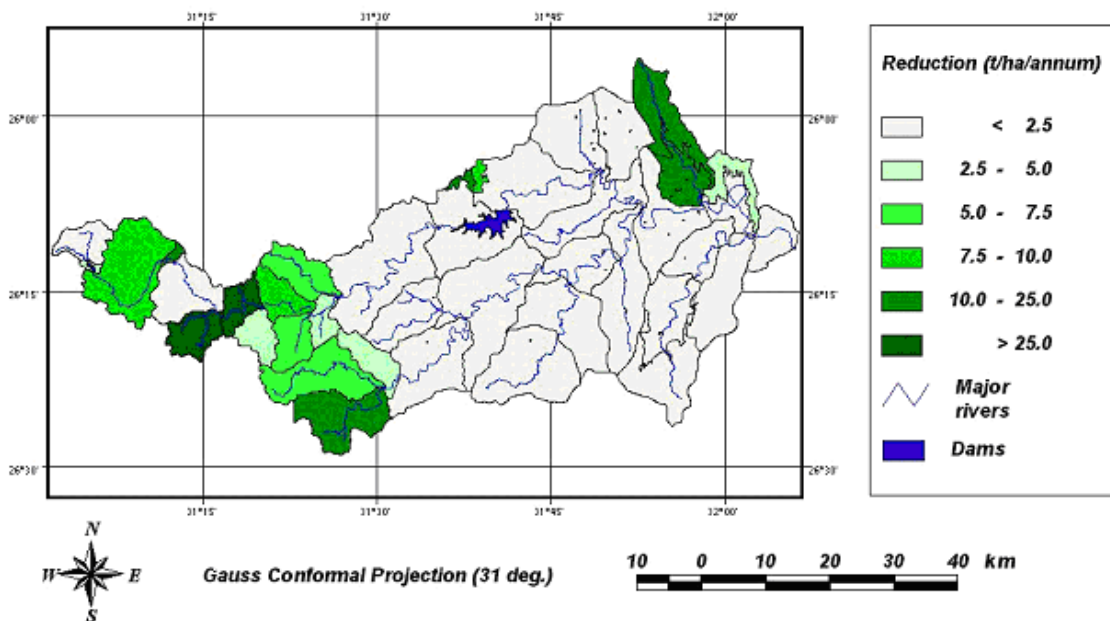 31°15' 31°30' 31°45' 32°00'
Reduction (t/ha/annum)
26°00' 26°00'
< 2.5
2.5 - 5.0
5.0 - 7.5
7.5 - 10.0
26°15' 26°15'
10.0 - 25.0
> 25.0
Major
rivers
Dams
26°30' 26°30'
31°15' 31°30' 31°45' 32°00'
N
W E
S
Gauss Conformal Projection (31 deg.)
10 0 10 20 30 40 km